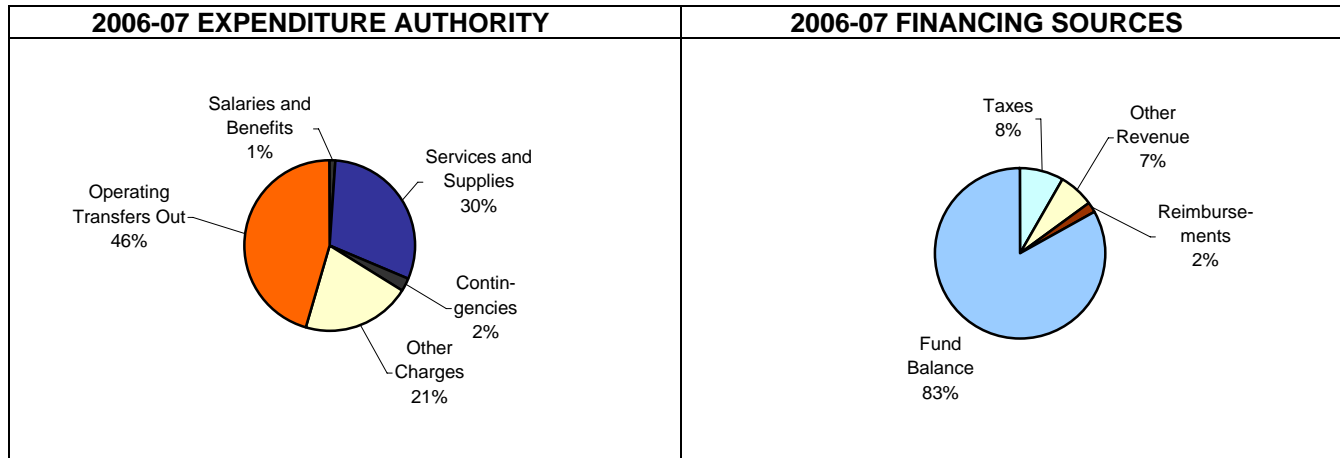 2006-07 EXPENDITURE AUTHORITY
Salaries and
Benefits
1%
Services and
Supplies
30%
Operating
Transfers Out
46%
Contin-
gencies
2%
Other
Charges
21%
2006-07 FINANCING SOURCES
Taxes
8%
Other
Revenue
7%
Reimburse-
ments
2%
Fund
Balance
83%